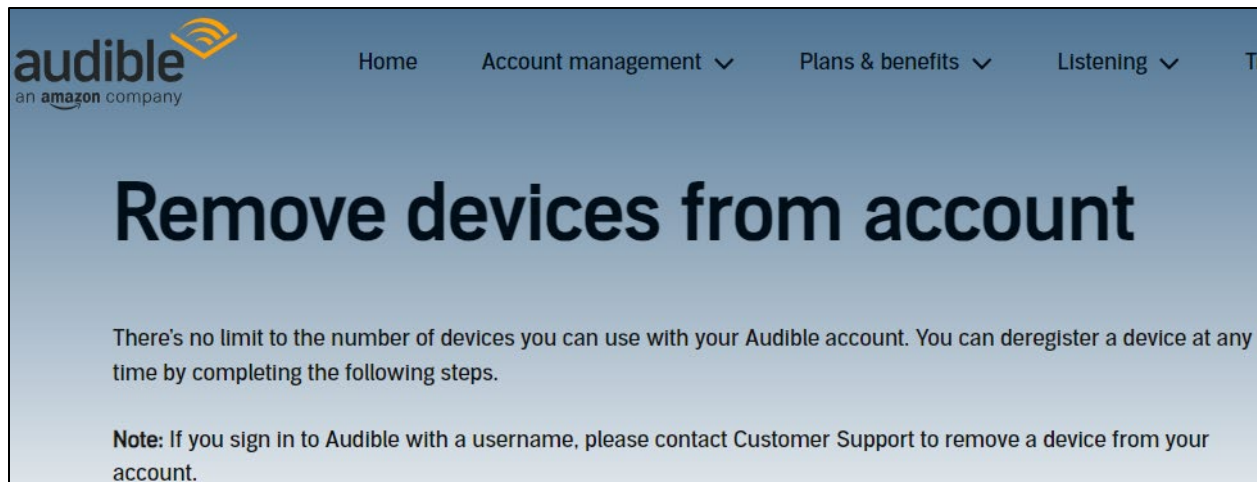 audible
an amazon company
Home Account management Plans & benefits Listening
Remove devices from account
There's no limit to the number of devices you can use with your Audible account. You can deregister a device at any
time by completing the following steps.
Note: If you sign in to Audible with a username, please contact Customer Support to remove a device from your
account.